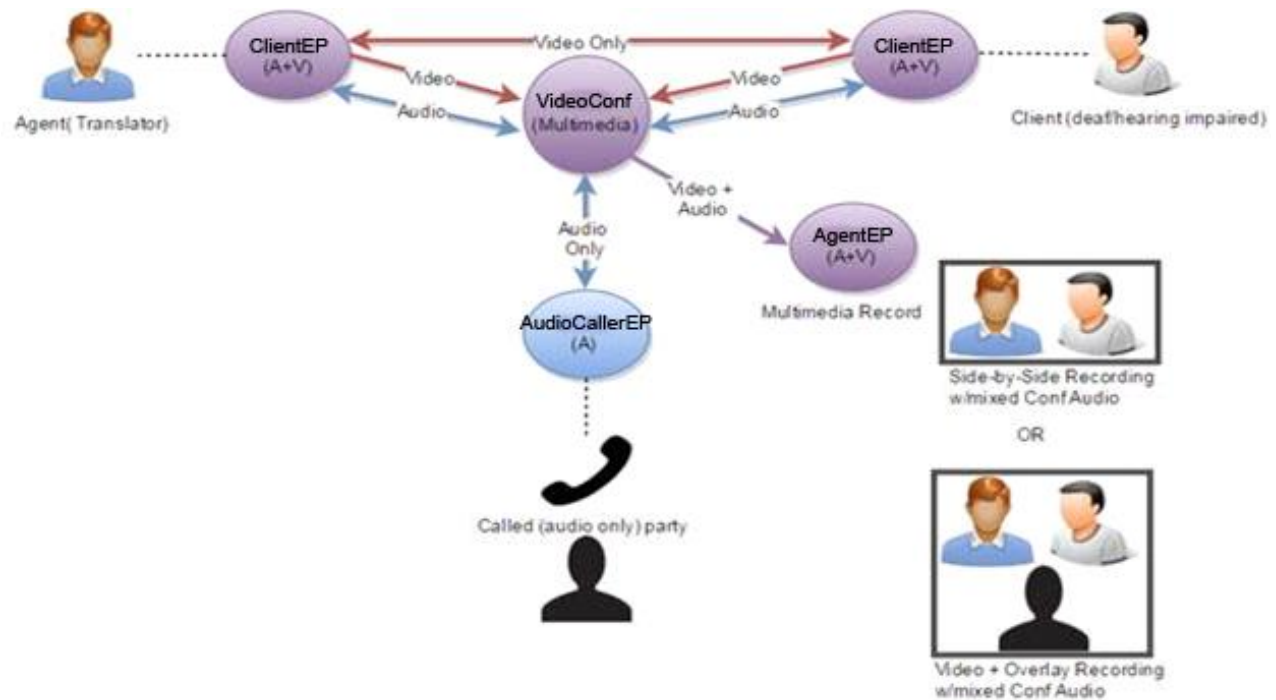 ClientEP
(A+V)
Video Only
ClientEP
(A+V)
Video
Video
VideoConf
(Multimedia)
Audio
Audio
Agent( Translator)
Client (deaf/hearing impaired)
Video +
Audio
Audio
Only
AgentEP
(A+V)
Multimedia Record
AudioCallerEP
(A)
Side-by-Side Recording
w/mixed Conf Audio
OR
Called (audio only) party
Video + Overlay Recording
w/mixed Conf Audio